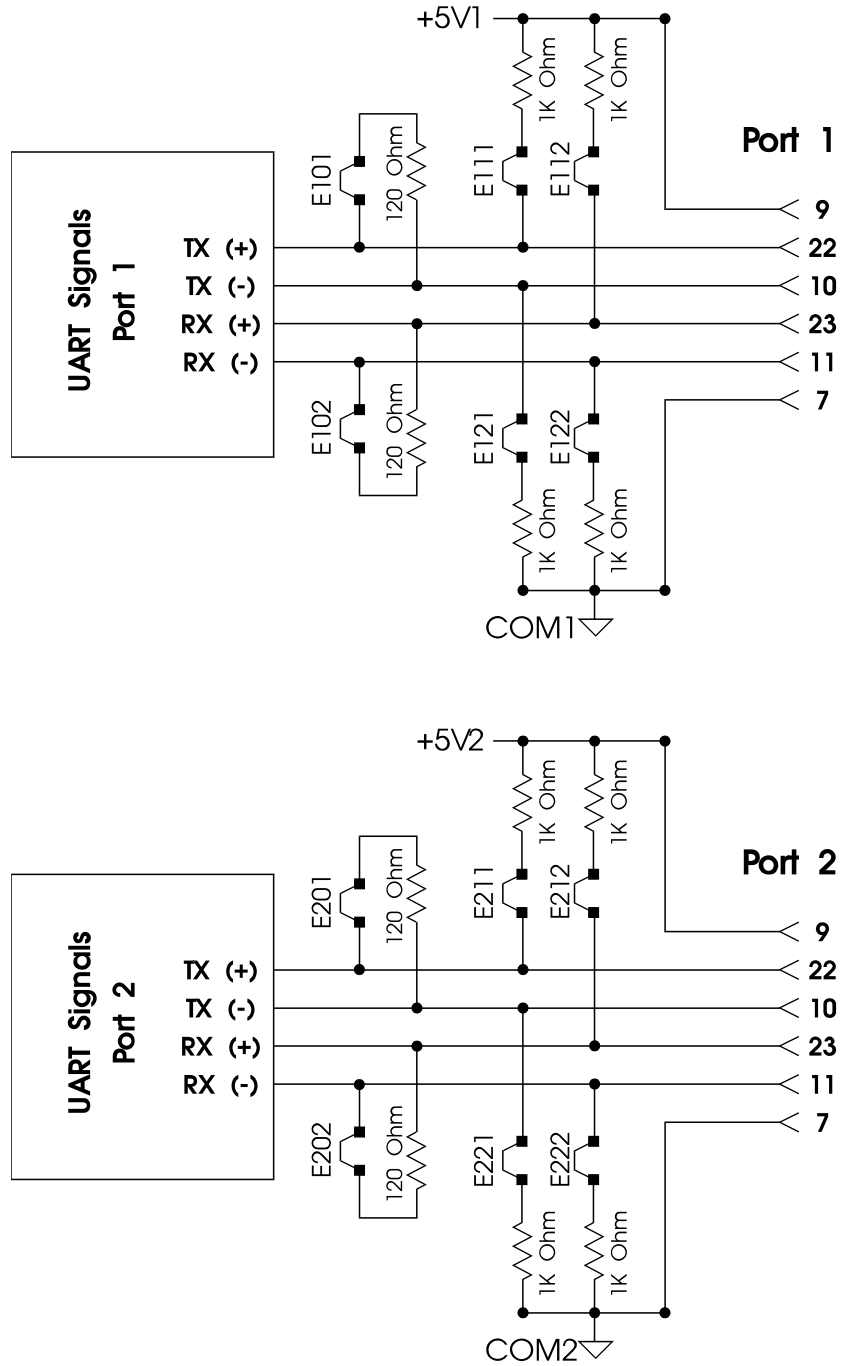 +5V1
1K Ohm
1K Ohm
Port 1
E101
120 Ohm
E111
E112
9
UART Signals
Port 1
TX (+)
22
TX (-)
10
RX (+)
23
RX (-)
11
7
E102
120 Ohm
E121
E122
1K Ohm
1K Ohm
COM1
+5V2
1K Ohm
1K Ohm
Port 2
E201
120 Ohm
E211
E212
9
UART Signals
Port 2
TX (+)
22
TX (-)
10
RX (+)
23
RX (-)
11
7
E202
120 Ohm
E221
E222
1K Ohm
1K Ohm
COM2